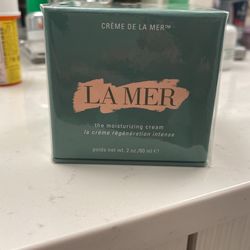 CRÈME DE LA MER™
LA MER
the moisturizing cream
la crème régénération intense
poids net wt. 2 oz./60 ml ℮